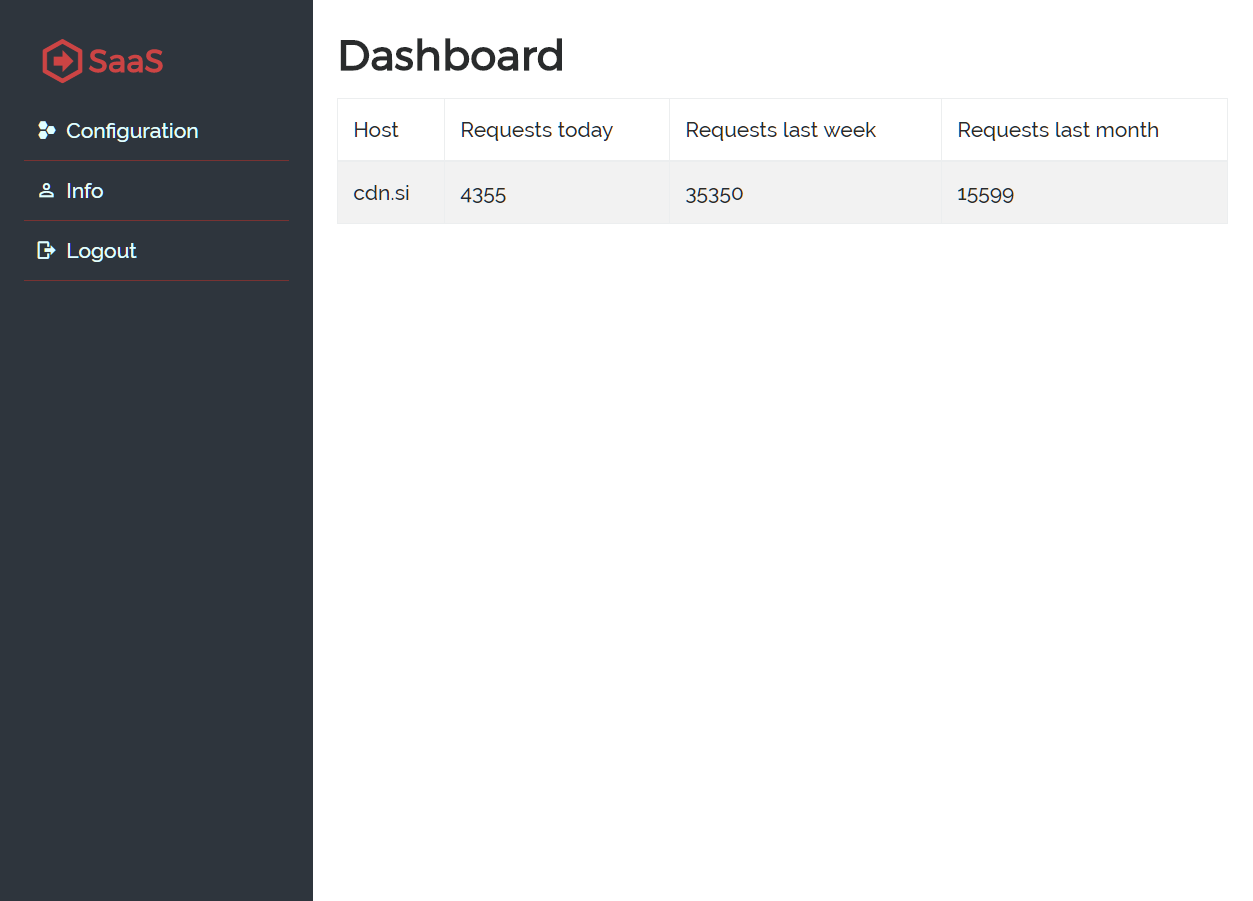 SaaS
Configuration
Info
Logout
Dashboard
Host Requests today Requests last week Requests last month
cdn.si 4355 35350 15599